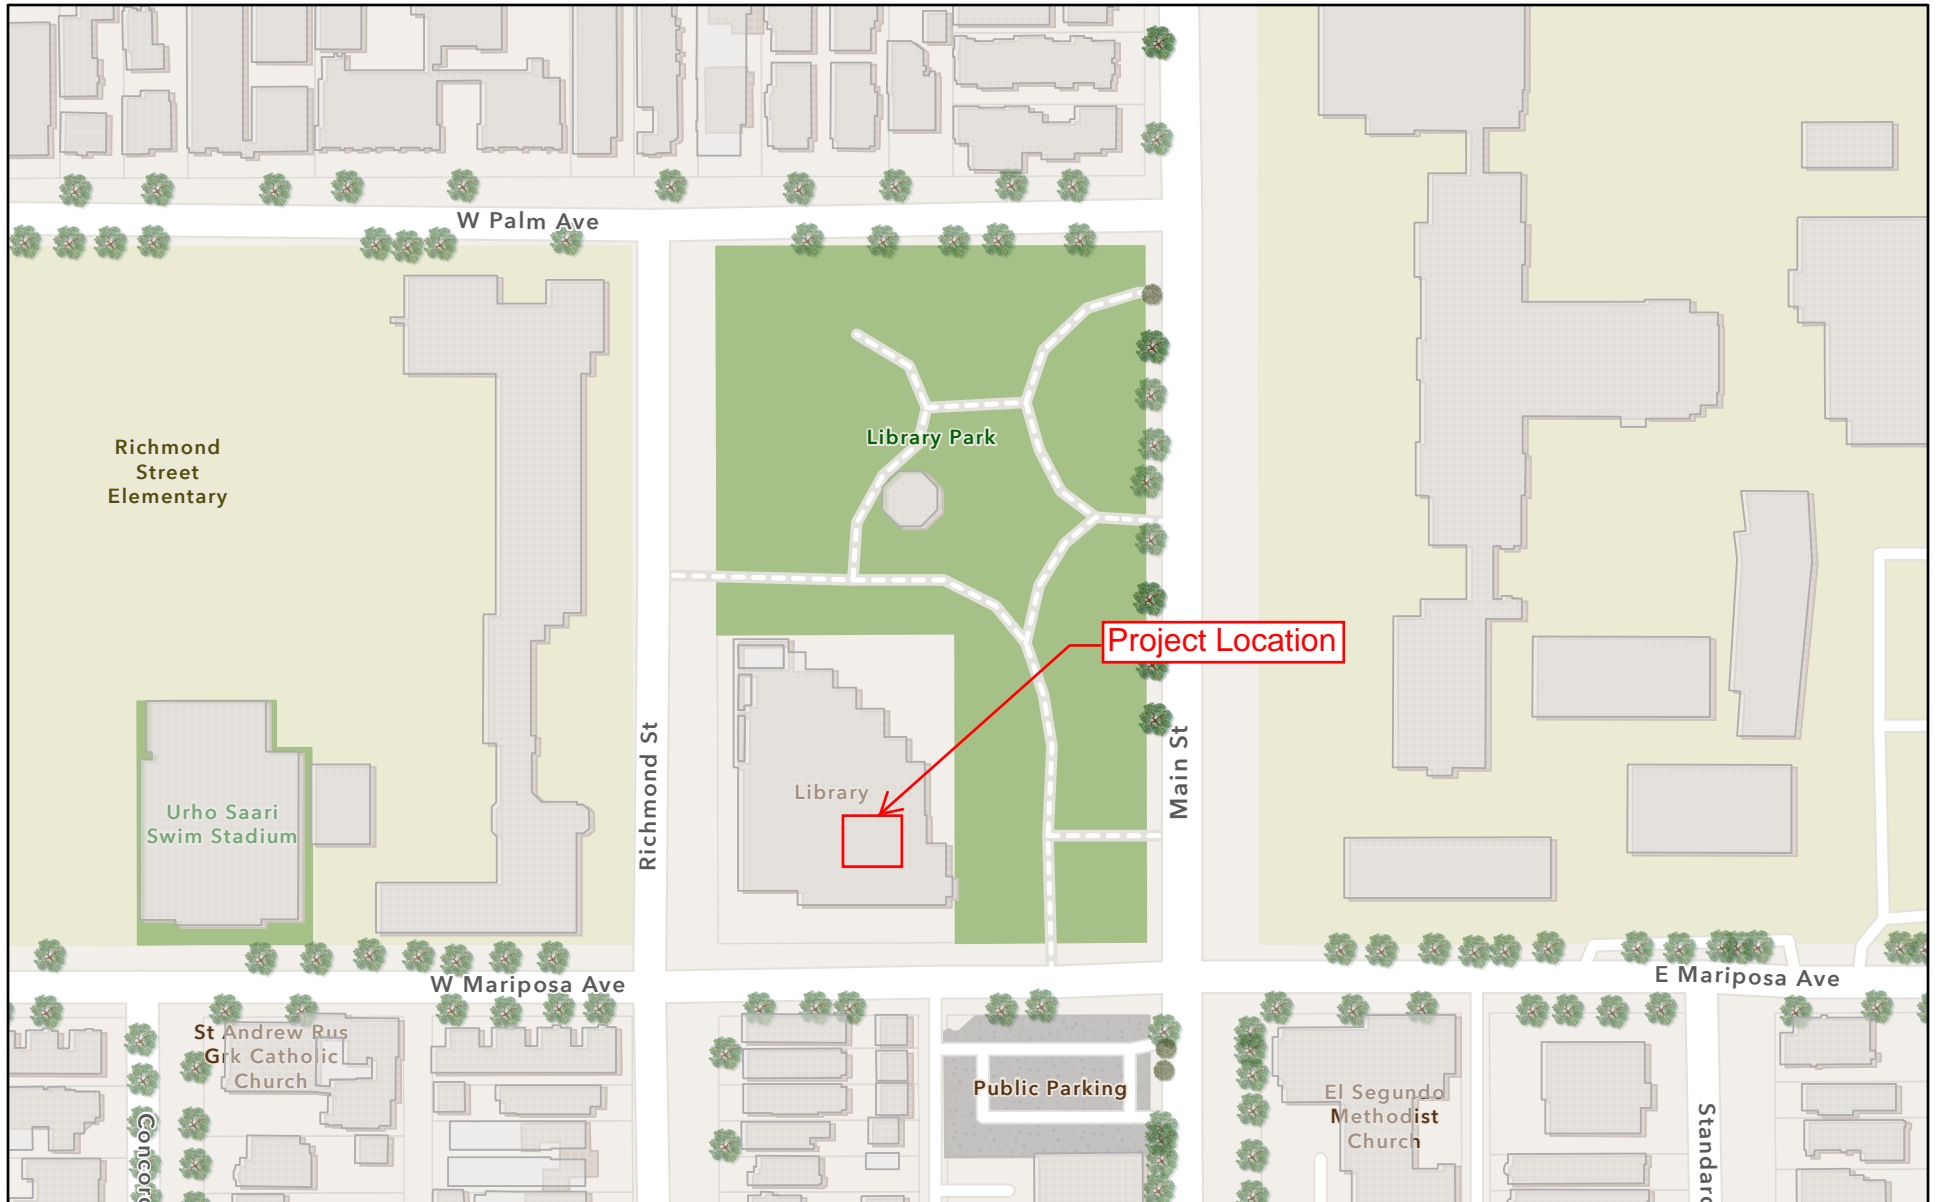 W Palm Ave
Library Park
Richmond
Street
Elementary
Project Location
Richmond St
Main St
Library
Urho Saari
Swim Stadium
W Mariposa Ave
E Mariposa Ave
St Andrew Rus
Grk Catholic
Church
Public Parking
El Segundo
Methodist
Church
Concord
Standard